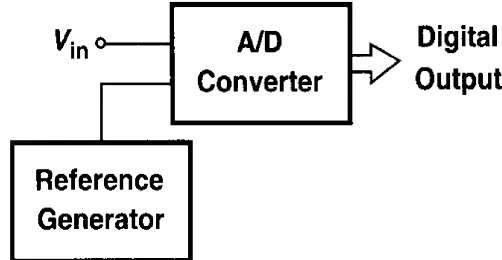 V_in
A/D
Converter
Digital
Output
Reference
Generator